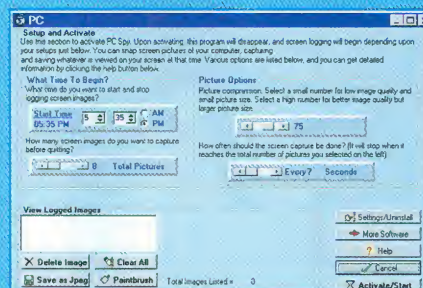 PC
Setup and Activate
Use this section to activate PC Spy. Upon activating, this program will disappear, and screen logging will begin depending upon
your setups just below. You can snap screen pictures of your computer, capturing
and saving whatever is viewed on your screen at that time. Various options are listed below, and you can get detailed
information by clicking the help button below.
What Time To Begin?
What time do you want to start and stop
logging screen images?
Start Time 5 35 AM
05:35 PM PM
How many screen images do you want to capture
before quitting?
8 Total Pictures
Picture Options
Picture compression. Select a small number for low image quality and
small picture size. Select a high number for better image quality but
larger picture size.
75
How often should the screen capture be done? (It will stop when it
reaches the total number of pictures you selected on the left)
Every? Seconds
View Logged Images
Delete Image Clear All
Save as Jpeg Paintbrush Total Images Listed =
Settings/Uninstall
More Software
Help
Cancel
Activate/Start